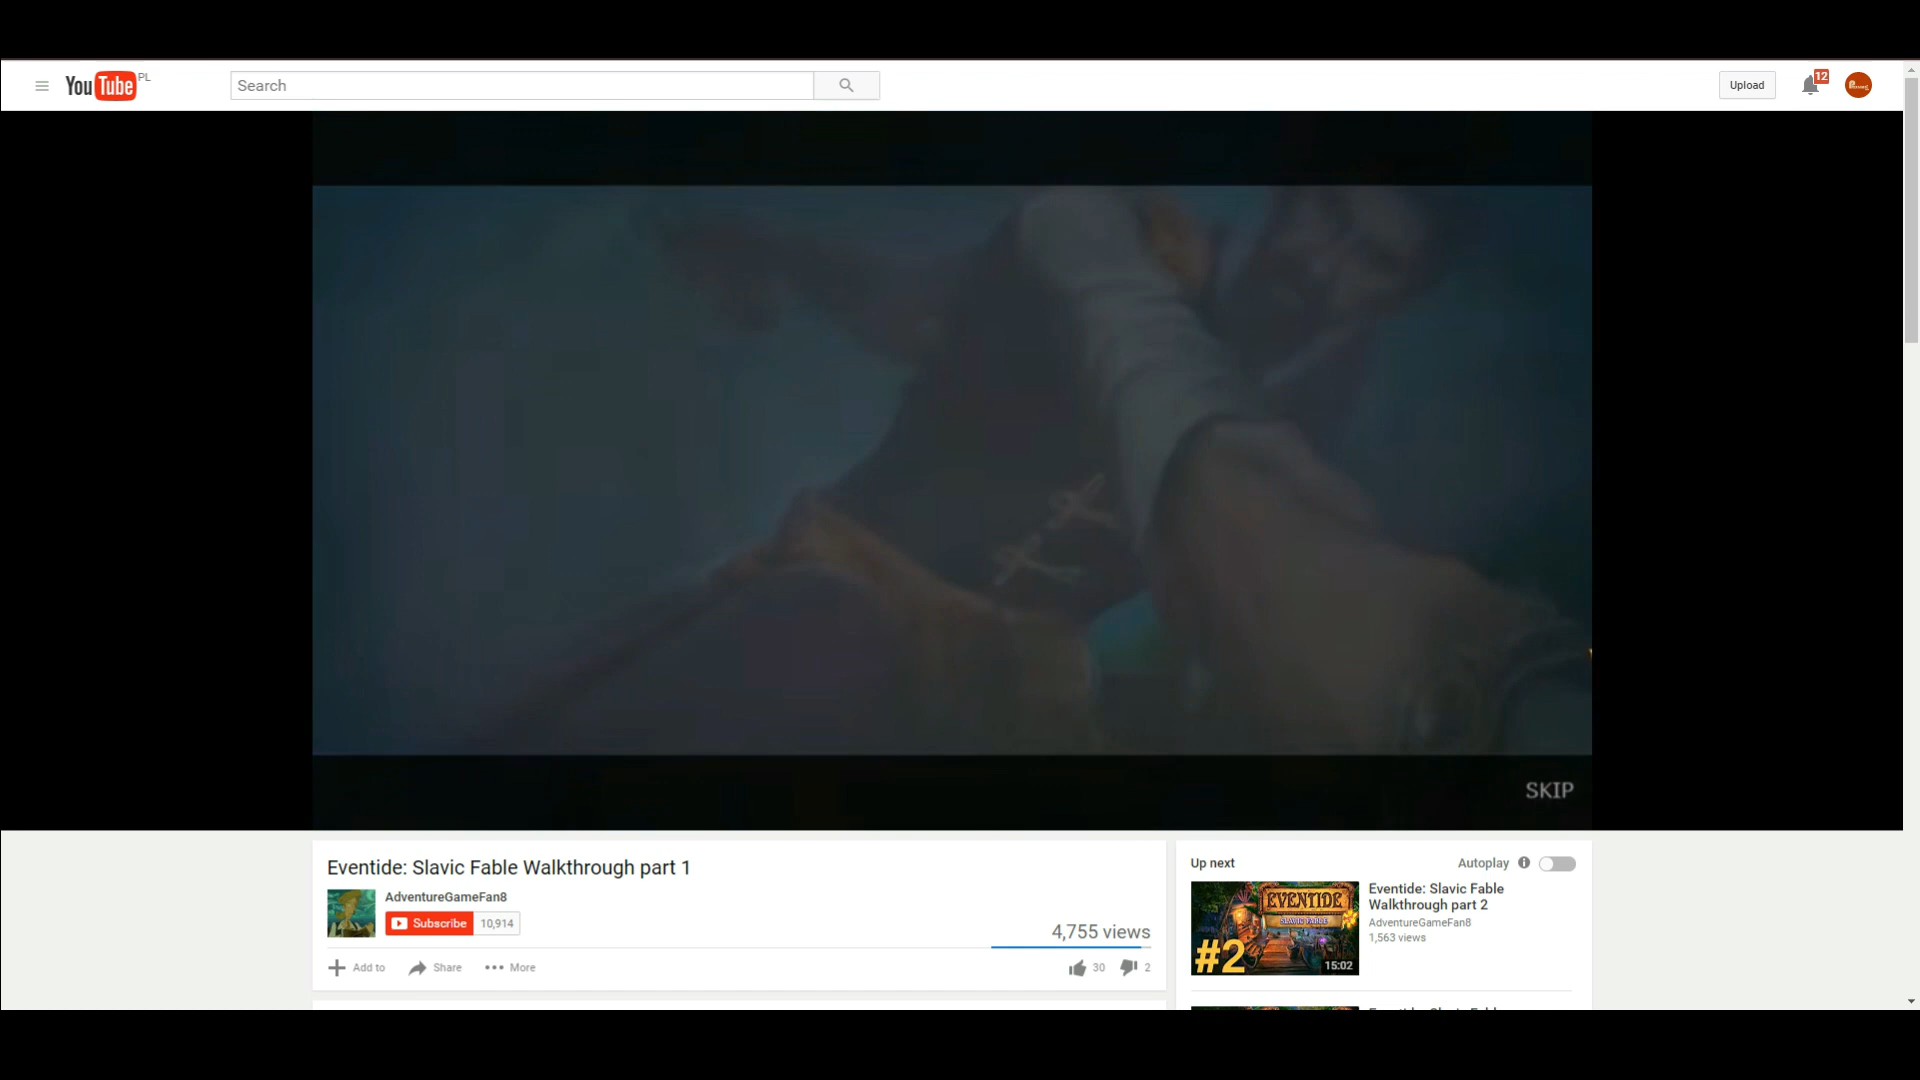 YouTube PL
Search
Upload
12
SKIP
Eventide: Slavic Fable Walkthrough part 1
AdventureGameFan8
Subscribe 10,914
4,755 views
Add to Share More
30 2
Up next
Autoplay
Eventide: Slavic Fable
Walkthrough part 2
AdventureGameFan8
1,563 views
EVENTIDE
SLAVIC FABLE
#2
15:02